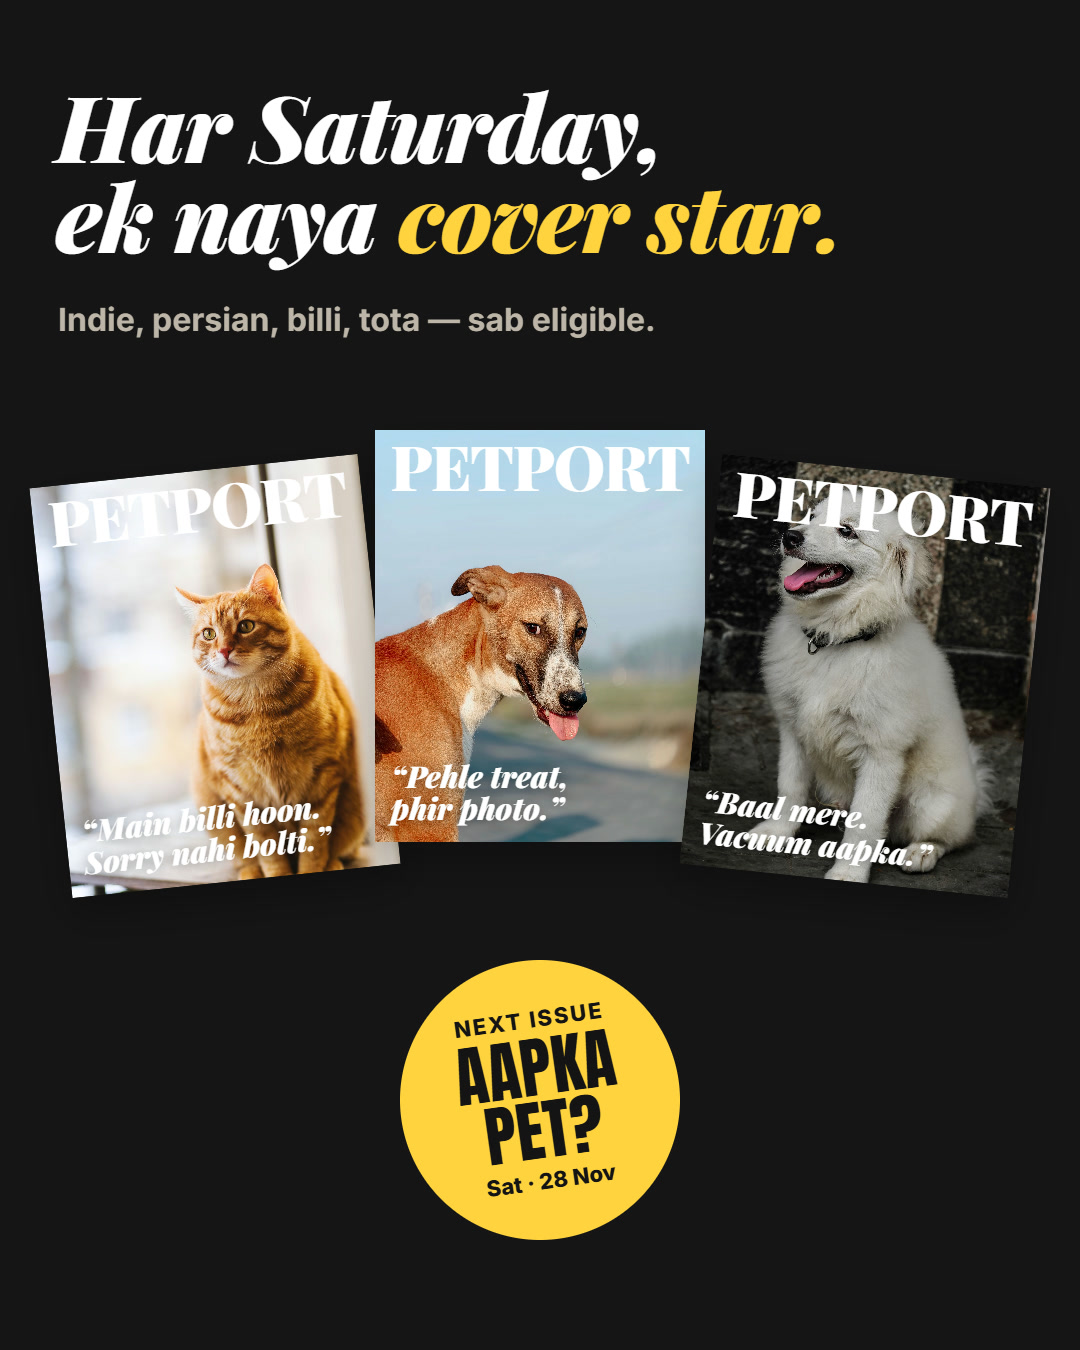 Har Saturday,
ek naya cover star.
Indie, persian, billi, tota — sab eligible.
PETPORT
“Main billi hoon.
Sorry nahi bolti.”
PETPORT
“Pehle treat,
phir photo.”
PETPORT
“Baal mere.
Vacuum aapka.”
NEXT ISSUE
AAPKA
PET?
Sat · 28 Nov